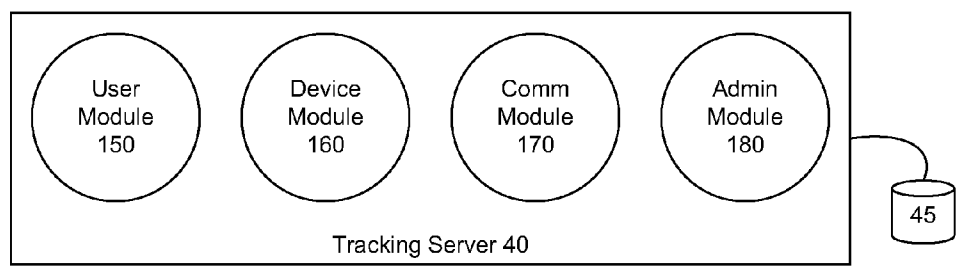 User
Module
150
Device
Module
160
Comm
Module
170
Admin
Module
180
45
Tracking Server 40